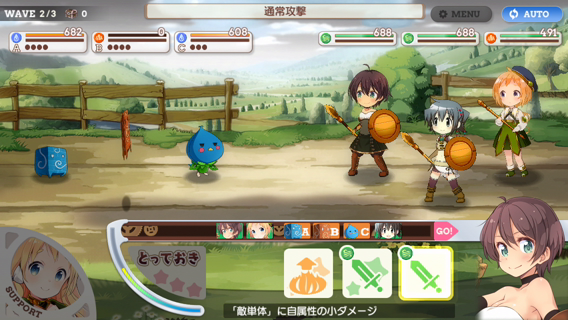 WAVE 2/3 0
通常攻撃
MENU
AUTO
682
A
0
B
608
C
688
688
491
A
C
GO!
とっておき
SUPPORT
「敵単体」に自属性の小ダメージ